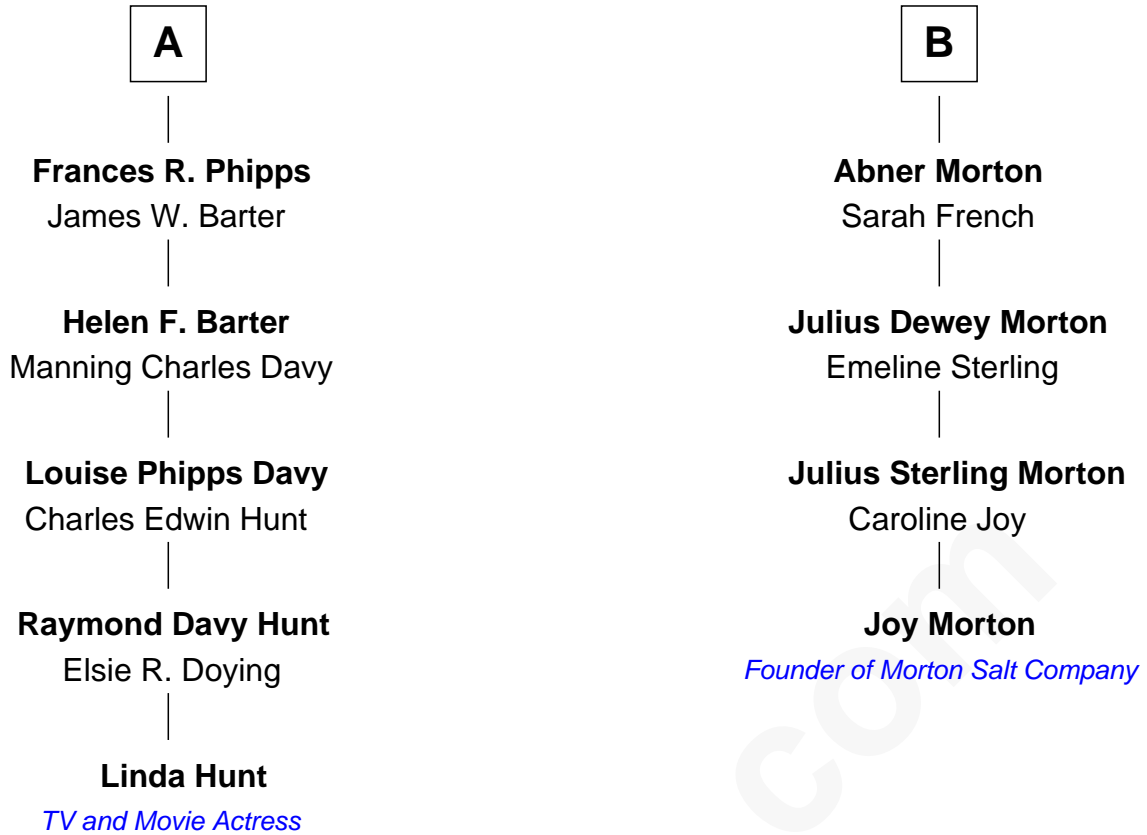 A
Frances R. Phipps
James W. Barter
Helen F. Barter
Manning Charles Davy
Louise Phipps Davy
Charles Edwin Hunt
Raymond Davy Hunt
Elsie R. Doying
Linda Hunt
TV and Movie Actress
B
Abner Morton
Sarah French
Julius Dewey Morton
Emeline Sterling
Julius Sterling Morton
Caroline Joy
Joy Morton
Founder of Morton Salt Company
com